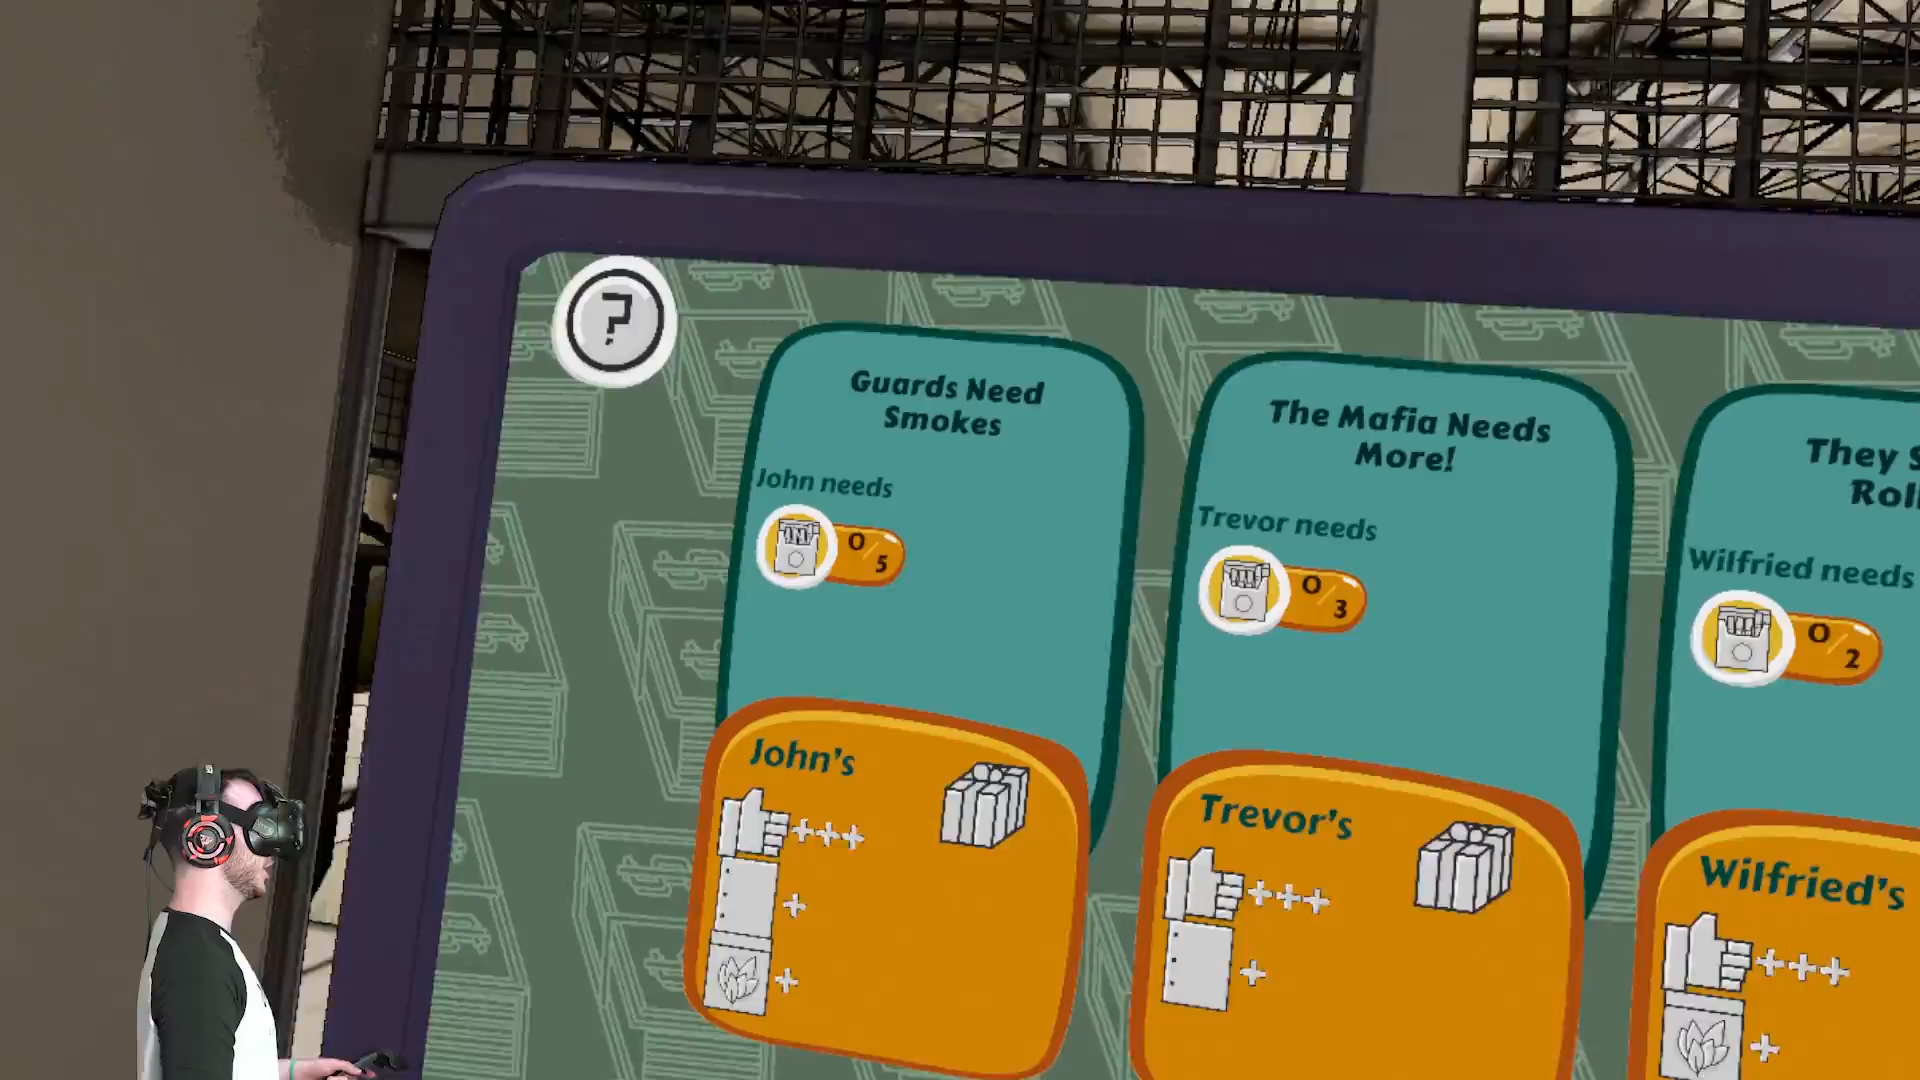 ?
Guards Need
Smokes
John needs
0/5
John's
+++
+
+
The Mafia Needs
More!
Trevor needs
0/3
Trevor's
+++
+
They
Wilfried needs
0/2
Wilfried's
+++
+